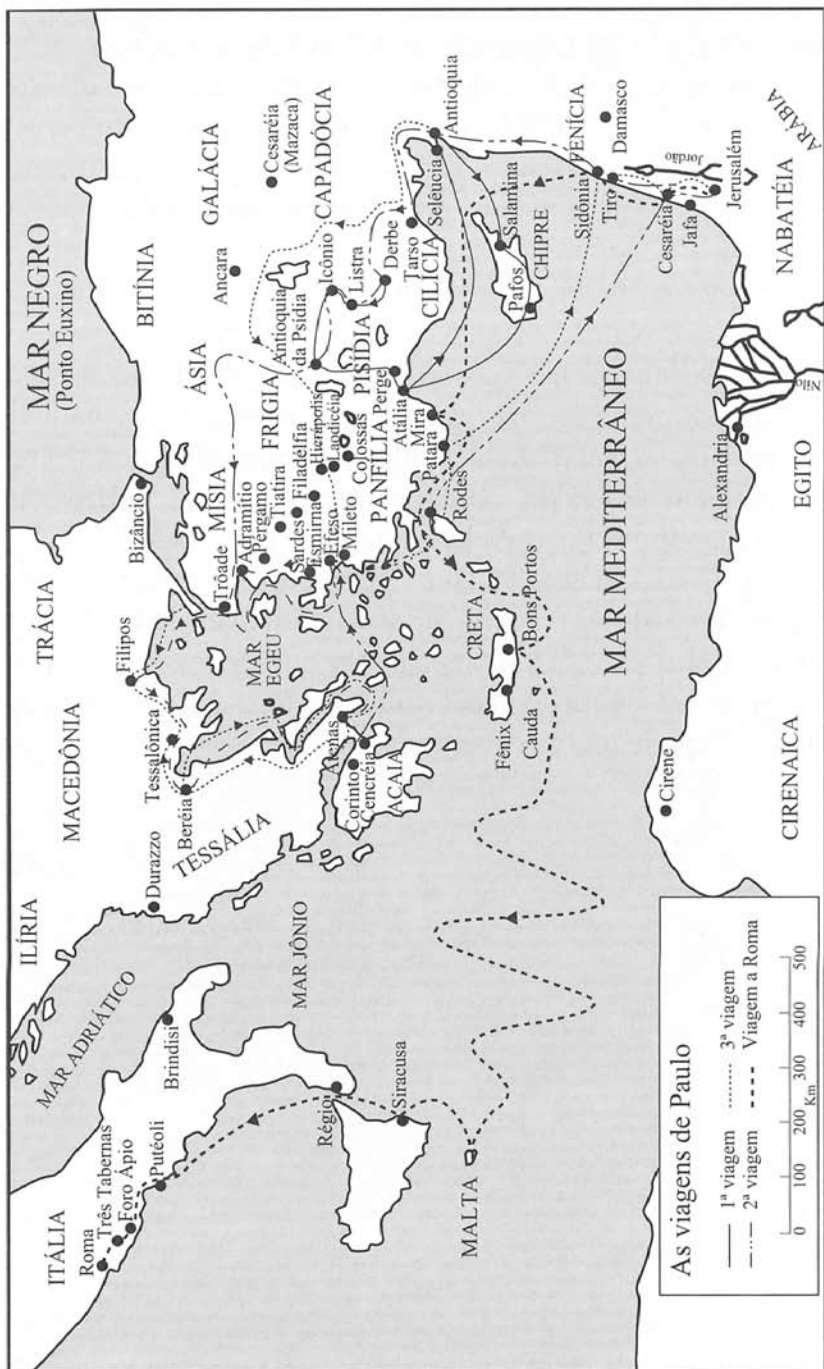 MAR NEGRO
(Ponto Euxino)
ILÍRIA
MACEDÔNIA
TRÁCIA
BITÍNIA
GALÁCIA
Cesaréia
(Mazaca)
CAPADÓCIA
Ancara
ÁSIA
MÍSIA
FRIGIA
Bizâncio
Filipos
Tessalônica
Beréia
TESSÁLIA
Durazzo
MAR ADRIÁTICO
Brindisi
ITÁLIA
Roma
Três Tabernas
Foro Ápio
Putéoli
MAR JÔNIO
Régio
Siracusa
MALTA
MAR
EGEU
Atenas
Corinto
Cencréia
ACAIA
Trôade
Adramítio
Pérgamo
Tiatira
Sardes
Filadélfia
Esmirna
Éfeso
Hierápolis
Laodicéia
Colossas
Mileto
Antioquia
da Psídia
Icônio
Listra
Derbe
Tarso
CILÍCIA
PISÍDIA
PANFÍLIA
Perge
Atália
Mira
Patara
Rodes
Antioquia
Selêucia
Salamina
Pafos
CHIPRE
CRETA
Bons Portos
Fênix
Cauda
MAR MEDITERRÂNEO
FENÍCIA
Damasco
Sidonia
Tiro
Jordão
Cesaréia
Jafa
Jerusalém
ARÁBIA
NABATÉIA
Nilo
Alexandria
EGITO
Cirene
CIRENAICA
As viagens de Paulo
1ª viagem
3ª viagem
2ª viagem
Viagem a Roma
0 100 200 300 400 500
Km